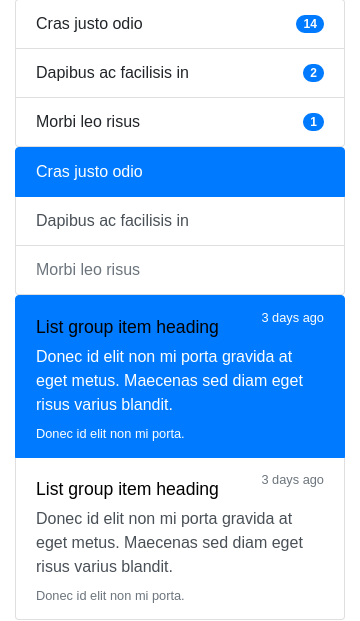 Cras justo odio 14
Dapibus ac facilisis in 2
Morbi leo risus 1
Cras justo odio
Dapibus ac facilisis in
Morbi leo risus
List group item heading 3 days ago
Donec id elit non mi porta gravida at
eget metus. Maecenas sed diam eget
risus varius blandit.
Donec id elit non mi porta.
List group item heading 3 days ago
Donec id elit non mi porta gravida at
eget metus. Maecenas sed diam eget
risus varius blandit.
Donec id elit non mi porta.